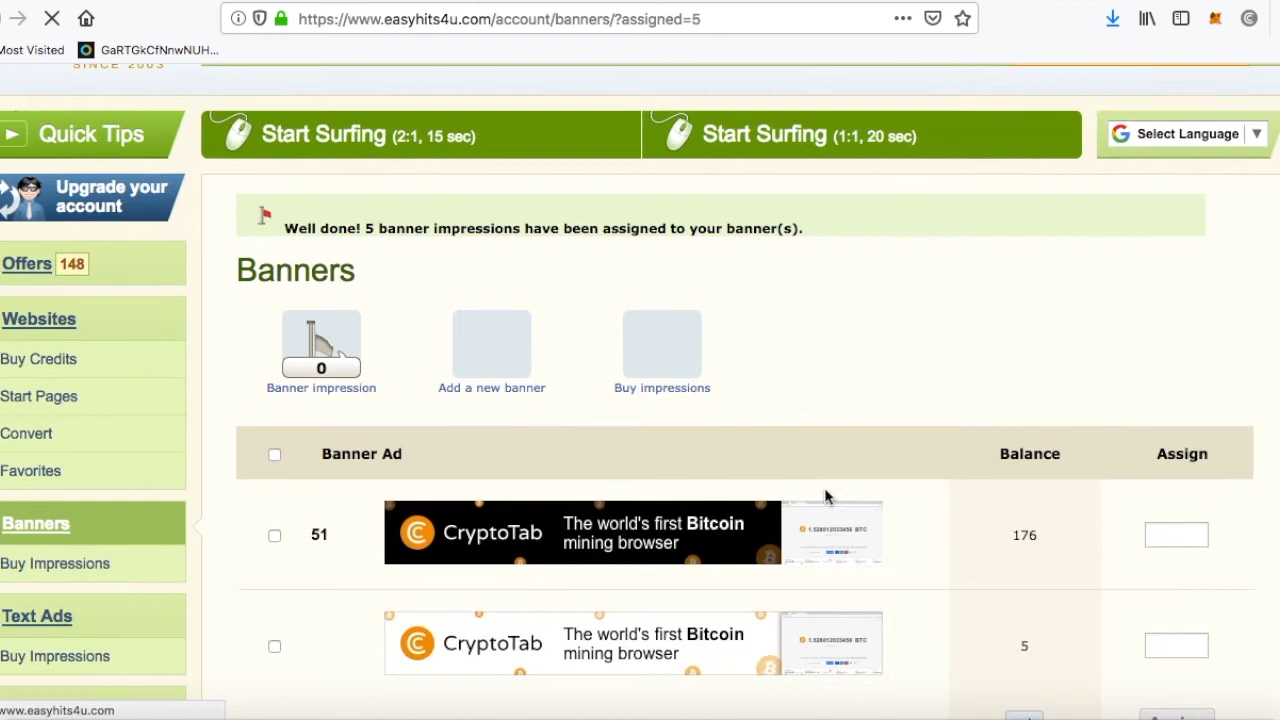 https://www.easyhits4u.com/account/banners/?assigned=5
Most Visited
GaRTGkCfNnwNUH...
SINCE 2003
Quick Tips
Start Surfing (2:1, 15 sec)
Start Surfing (1:1, 20 sec)
Select Language
Upgrade your
account
Well done! 5 banner impressions have been assigned to your banner(s).
Offers 148
Banners
Websites
Buy Credits
Start Pages
Convert
Favorites
0
Banner impression
Add a new banner
Buy impressions
Banner Ad
Balance
Assign
Banners
Buy Impressions
51
CryptoTab
The world's first Bitcoin
mining browser
176
Text Ads
Buy Impressions
CryptoTab
The world's first Bitcoin
mining browser
5
www.easyhits4u.com